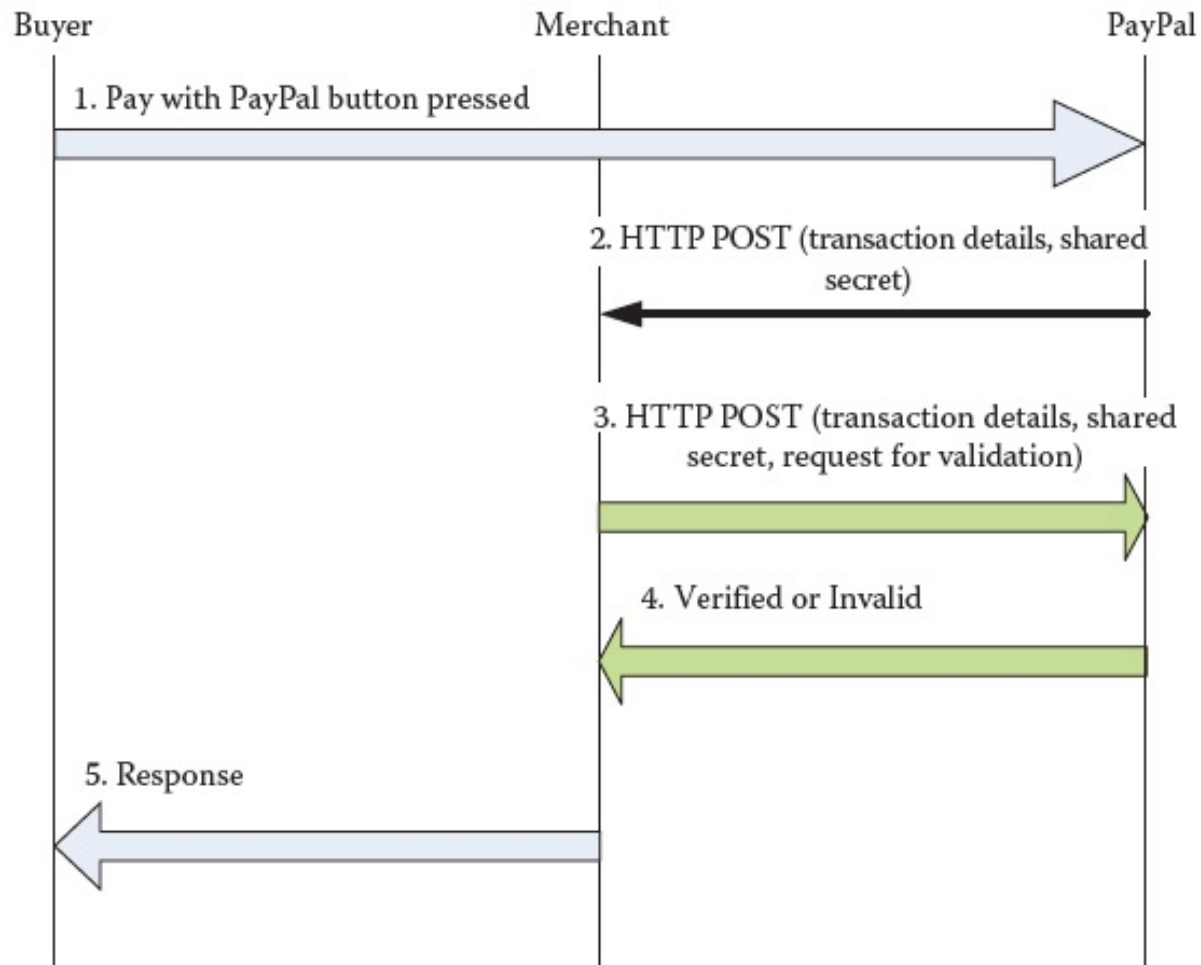 Buyer
Merchant
PayPal
1. Pay with PayPal button pressed
2. HTTP POST (transaction details, shared
secret)
3. HTTP POST (transaction details, shared
secret, request for validation)
4. Verified or Invalid
5. Response